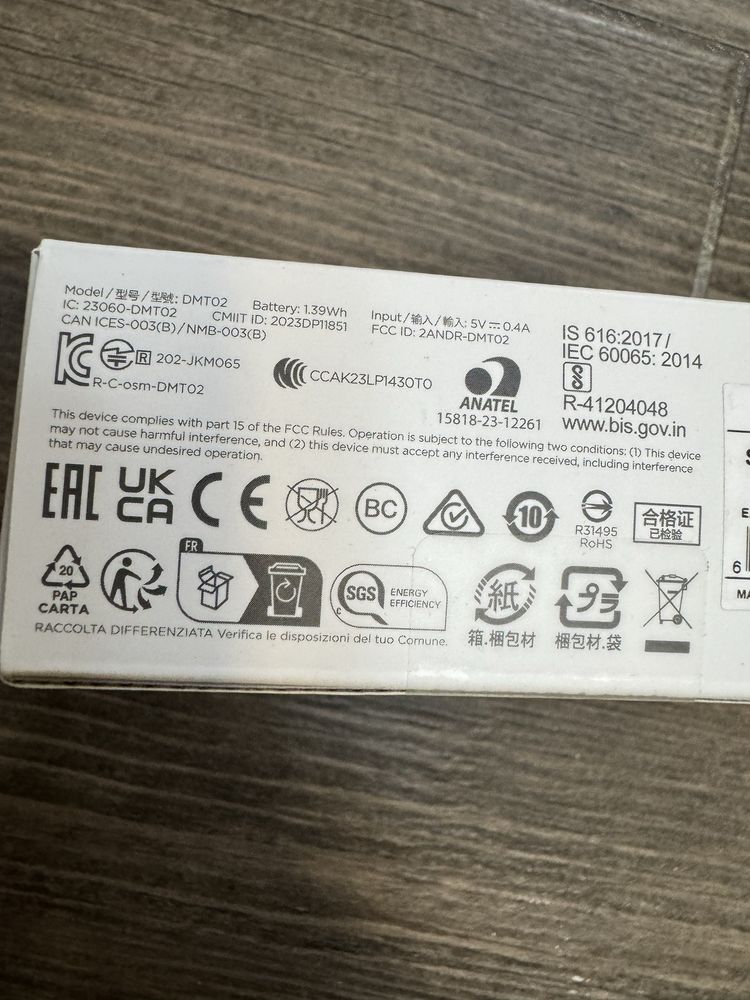 Model/型号/型號: DMT02 Battery: 1.39Wh Input/输入/輸入: 5V⎓0.4A
IC: 23060-DMT02 CMIIT ID: 2023DP11851 FCC ID: 2ANDR-DMT02
CAN ICES-003(B)/NMB-003(B)
IS 616:2017/
IEC 60065: 2014
R-41204048
www.bis.gov.in
R 202-JKM065
R-C-osm-DMT02
CCAK23LP1430T0
ANATEL
15818-23-12261
This device complies with part 15 of the FCC Rules. Operation is subject to the following two conditions: (1) This device
may not cause harmful interference, and (2) this device must accept any interference received, including interference
that may cause undesired operation.
EAC UKCA CE BC 10
R31495
RoHS
合格证
已检验
20
PAP
CARTA
FR
SGS ENERGY
EFFICIENCY
紙
箱.梱包材
プラ
梱包材.袋
RACCOLTA DIFFERENZIATA Verifica le disposizioni del tuo Comune.
6